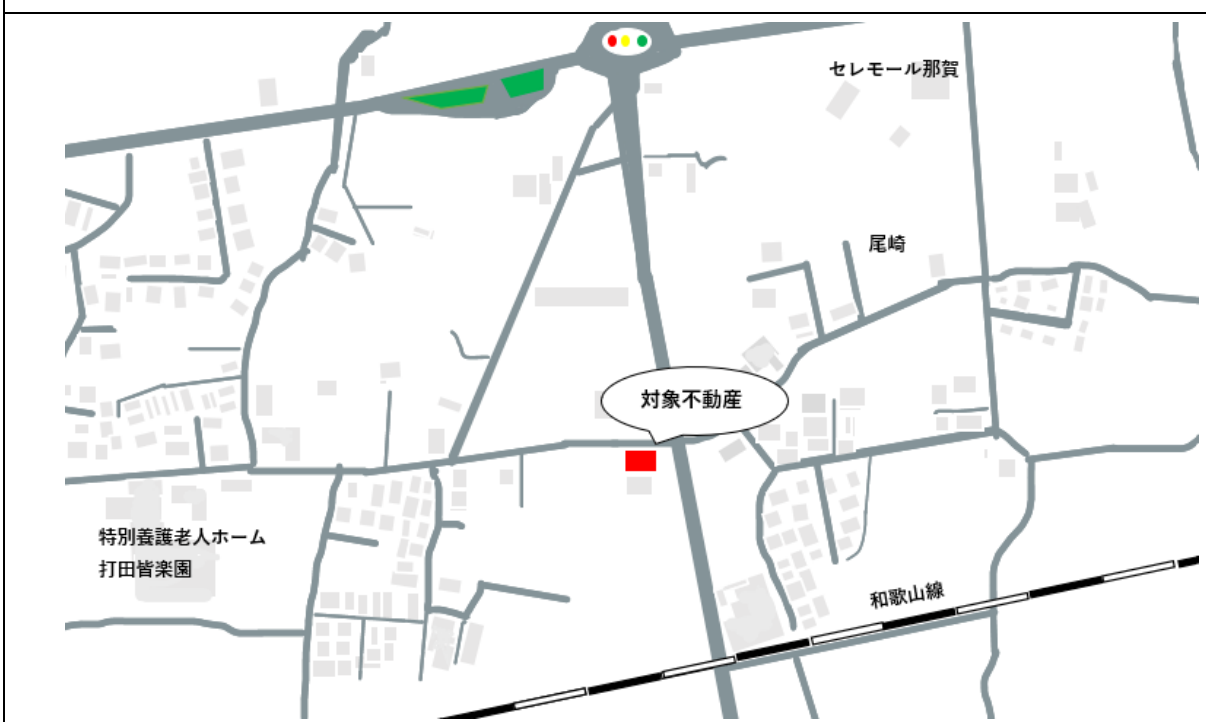 セレモール那賀
尾崎
対象不動産
特別養護老人ホーム
打田皆楽園
和歌山線